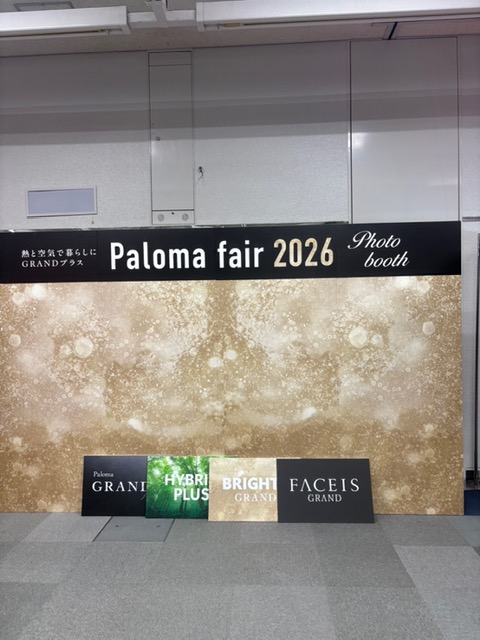 熱と空気で暮らしに
GRANDプラス
Paloma fair 2026
Photo
booth
Paloma
GRAND
HYBRI
PLUS
BRIGHT
GRAND
FACEIS
GRAND